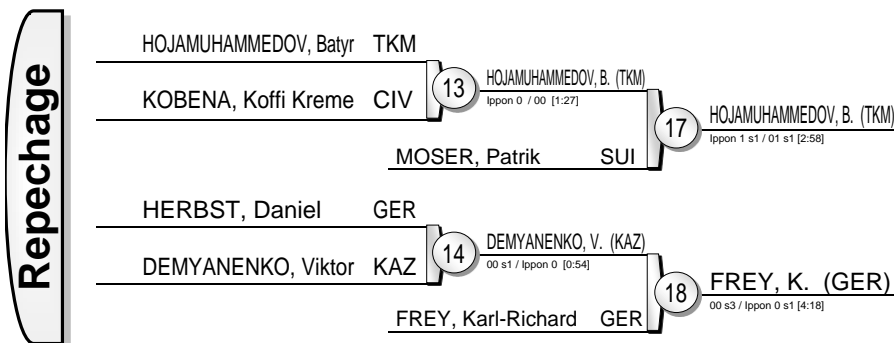 Repechage
HOJAMUHAMMEDOV, Batyr TKM
KOBENA, Koffi Kreme CIV
13
HOJAMUHAMMEDOV, B. (TKM)
Ippon 0 / 00 [1:27]
MOSER, Patrik SUI
17
HOJAMUHAMMEDOV, B. (TKM)
Ippon 1 s1 / 01 s1 [2:58]
HERBST, Daniel GER
DEMYANENKO, Viktor KAZ
14
DEMYANENKO, V. (KAZ)
00 s1 / Ippon 0 [0:54]
FREY, Karl-Richard GER
18
FREY, K. (GER)
00 s3 / Ippon 0 s1 [4:18]